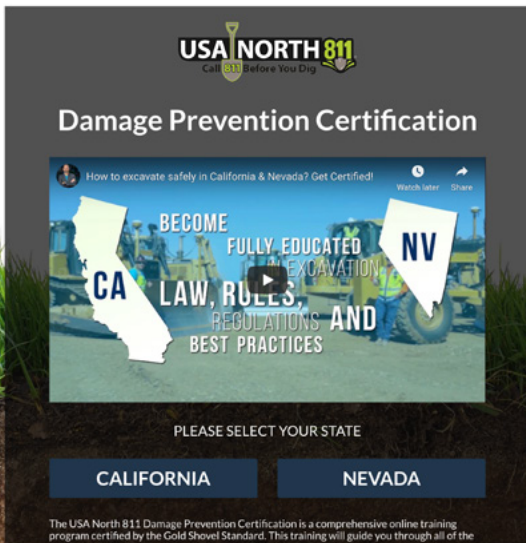 USA NORTH 811
Call 811 Before You Dig
Damage Prevention Certification
How to excavate safely in California & Nevada? Get Certified!
Watch later
Share
BECOME
FULLY EDUCATED
IN EXCAVATION
LAW, RULES,
REGULATIONS AND
BEST PRACTICES
CA
NV
PLEASE SELECT YOUR STATE
CALIFORNIA
NEVADA
The USA North 811 Damage Prevention Certification is a comprehensive online training
program certified by the Gold Shovel Standard. This training will guide you through all of the